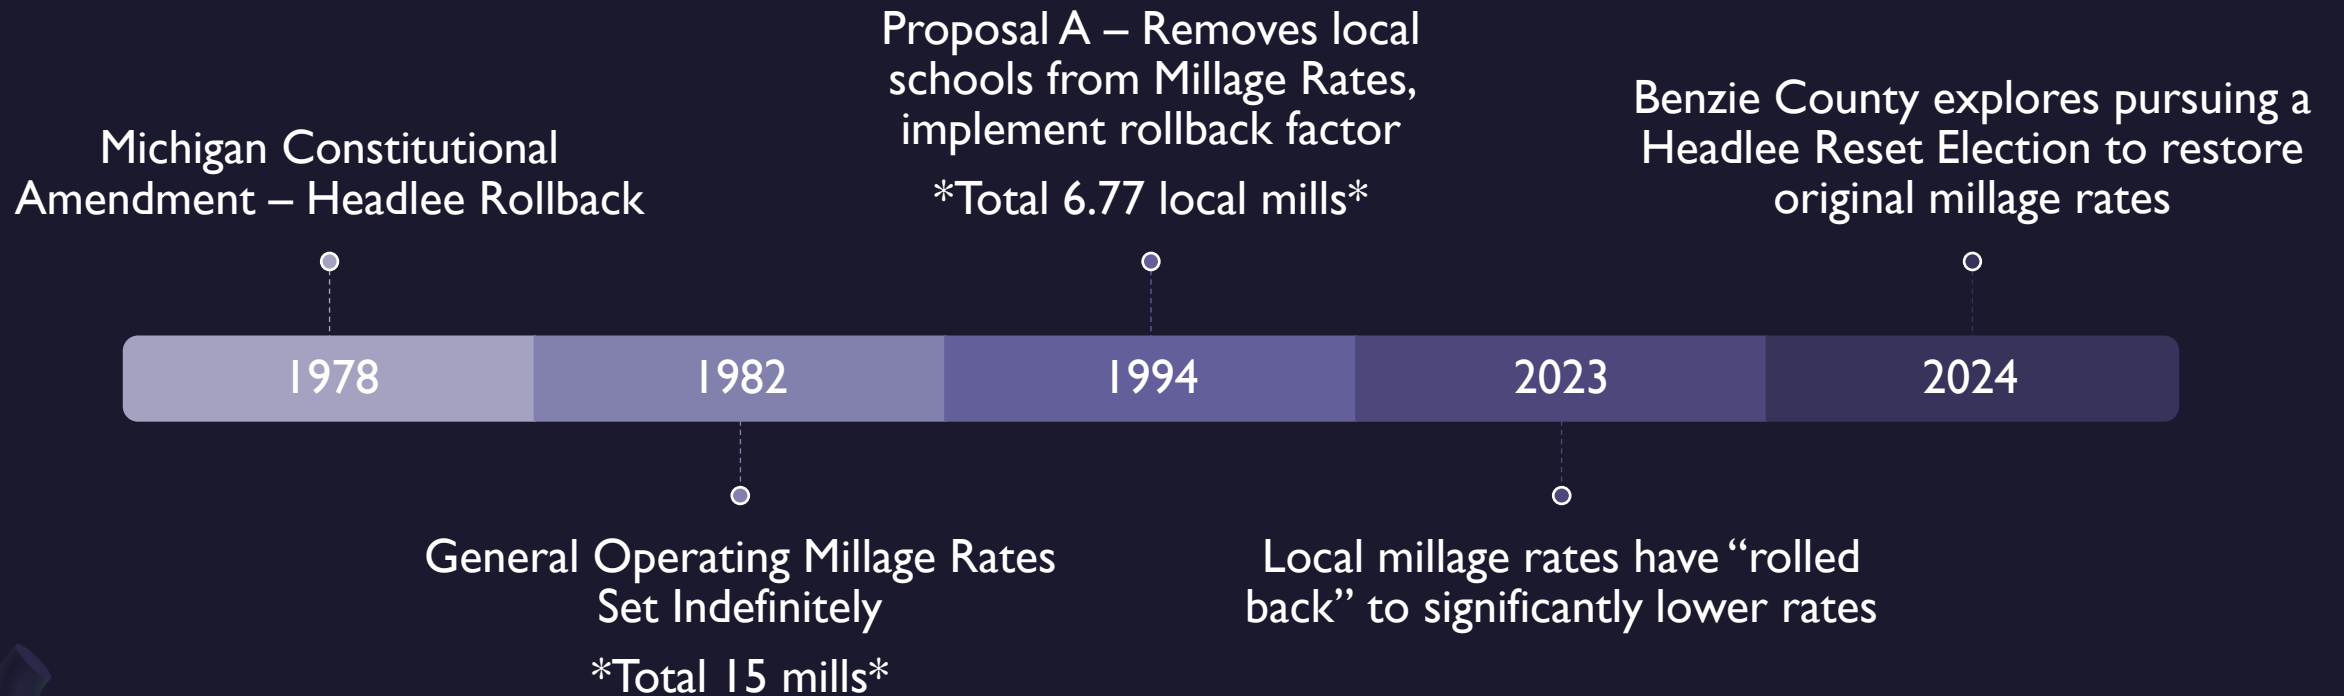 Michigan Constitutional
Amendment – Headlee Rollback
Proposal A – Removes local
schools from Millage Rates,
implement rollback factor
*Total 6.77 local mills*
Benzie County explores pursuing a
Headlee Reset Election to restore
original millage rates
1978
1982
1994
2023
2024
General Operating Millage Rates
Set Indefinitely
*Total 15 mills*
Local millage rates have “rolled
back” to significantly lower rates